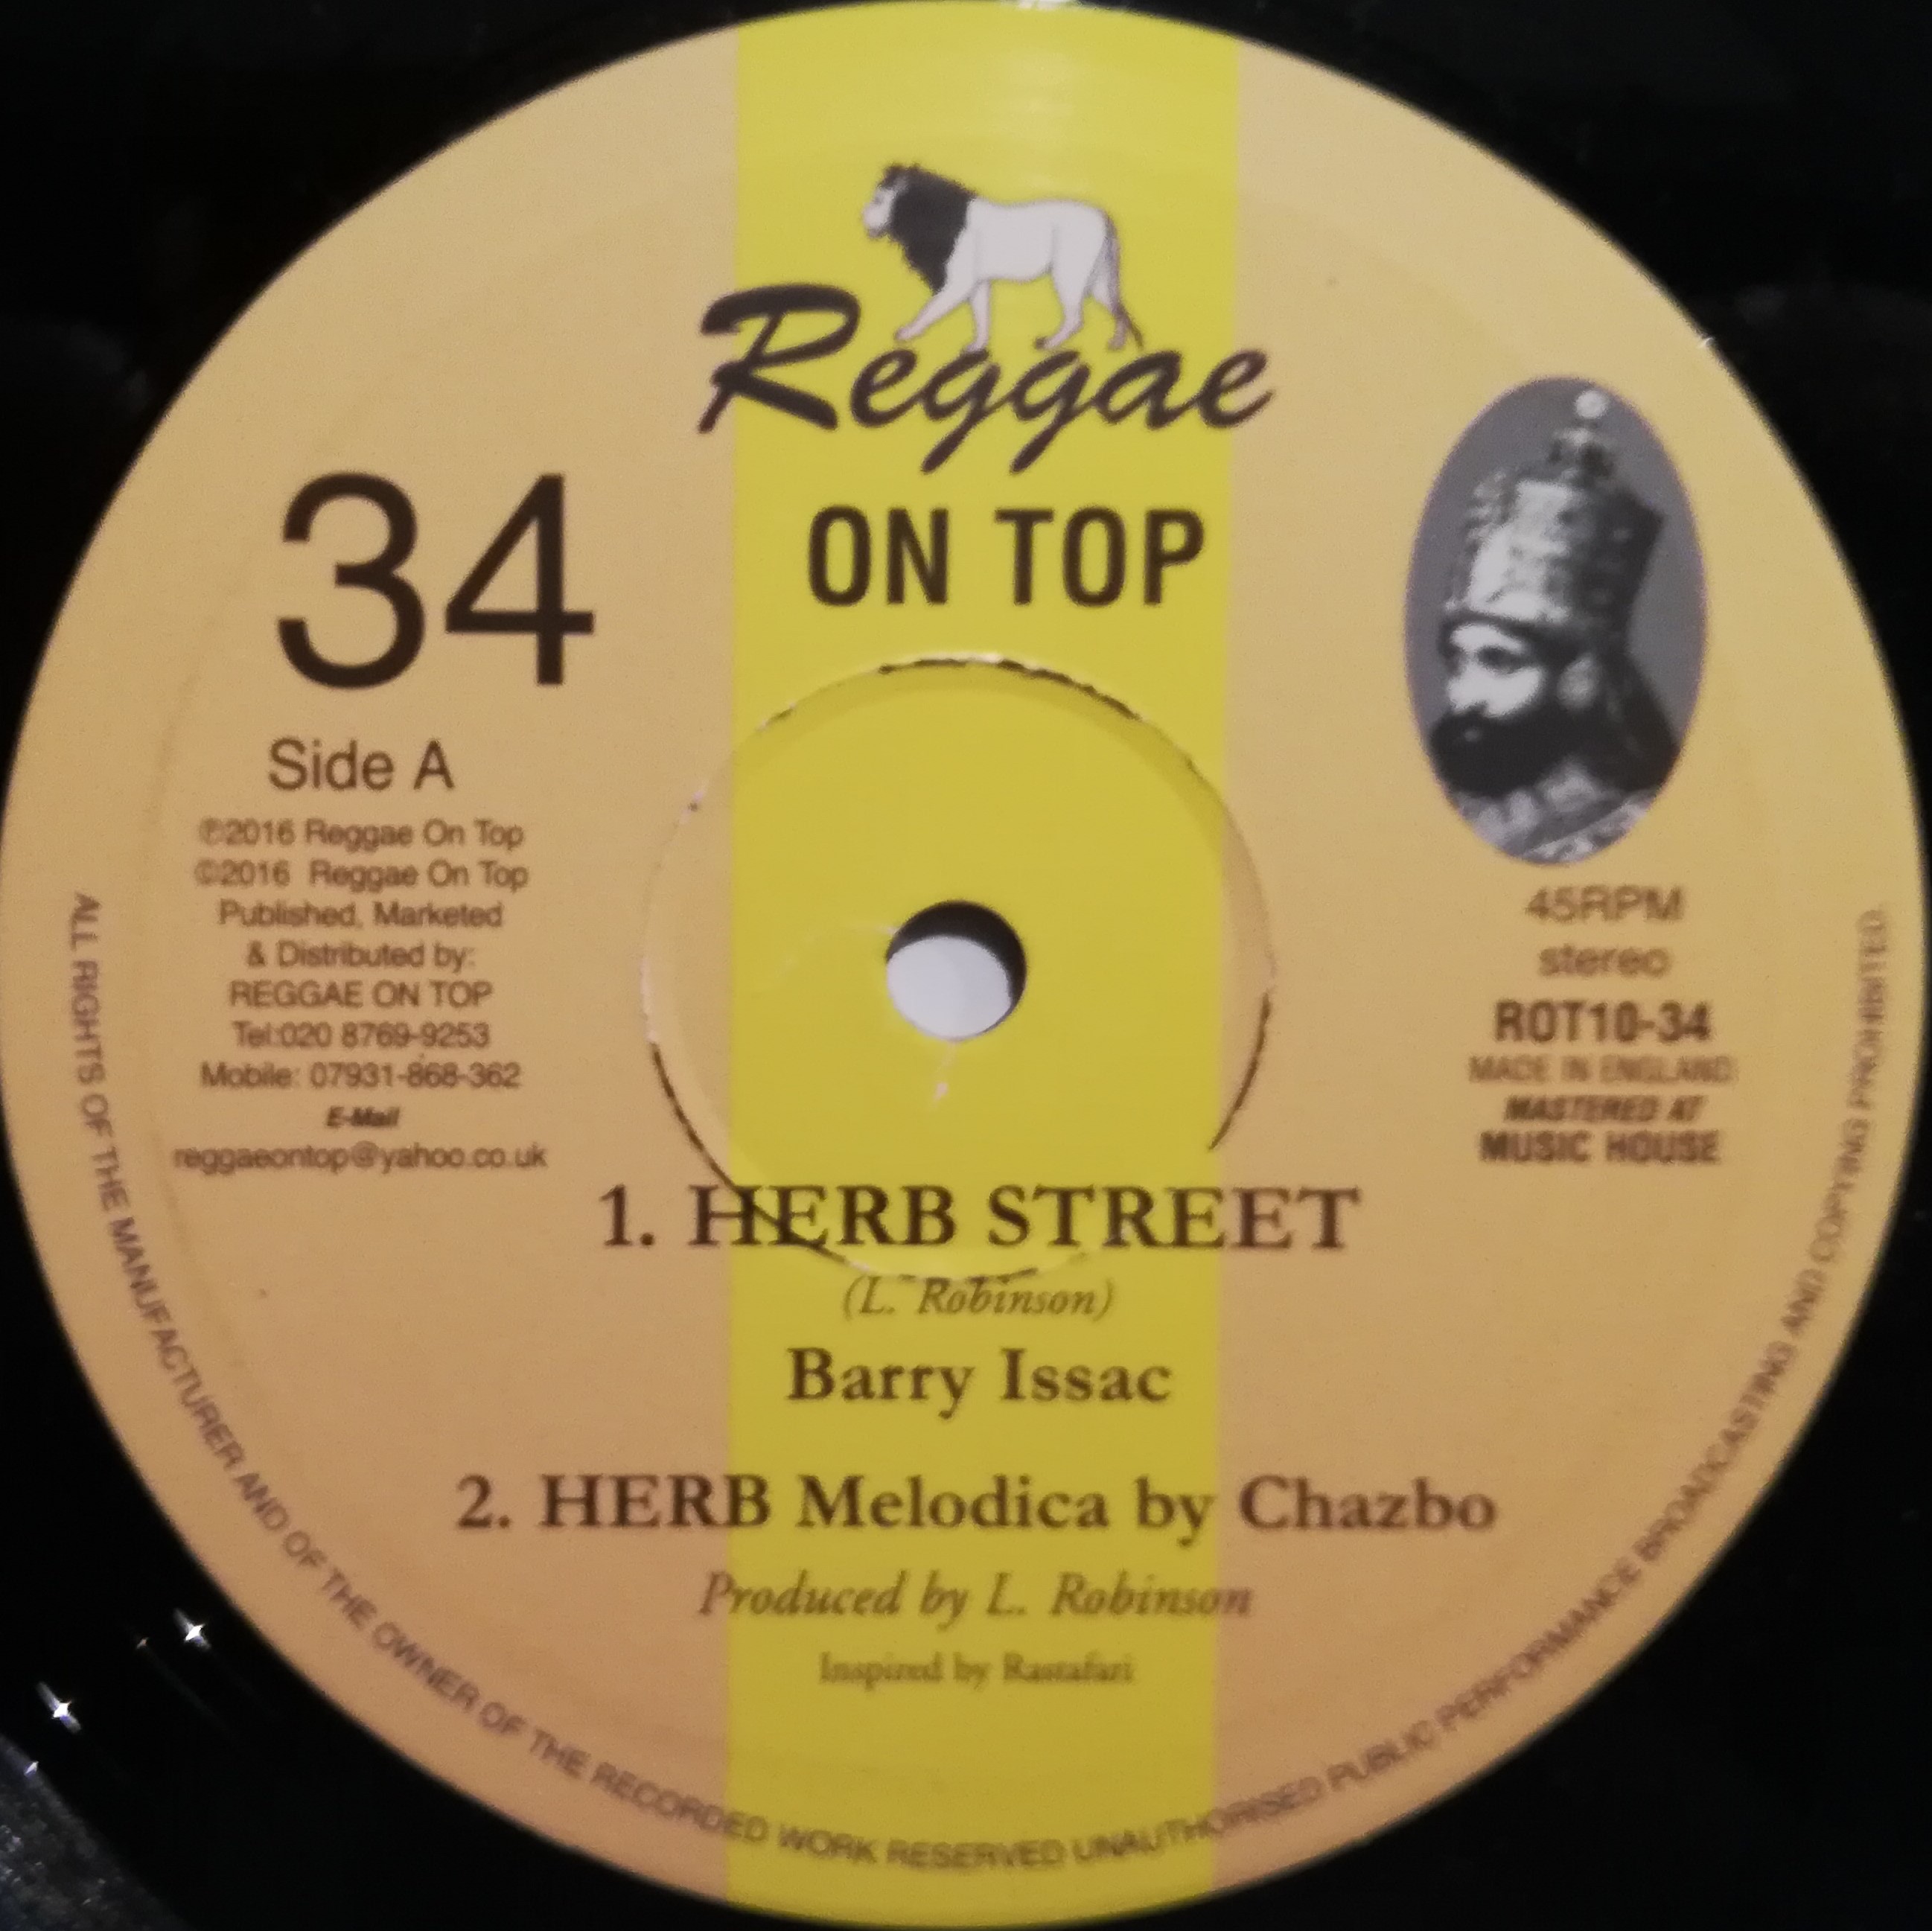 Reggae
ON TOP
34
Side A
℗2016 Reggae On Top
©2016 Reggae On Top
Published, Marketed
& Distributed by:
REGGAE ON TOP
Tel:020 8769-9253
Mobile: 07931-868-362
E-Mail
reggaeontop@yahoo.co.uk
45RPM
stereo
ROT10-34
MADE IN ENGLAND
MASTERED AT
MUSIC HOUSE
1. HERB STREET
(L. Robinson)
Barry Issac
2. HERB Melodica by Chazbo
Produced by L. Robinson
Inspired by Rastafari
ALL RIGHTS OF THE MANUFACTURER AND OF THE OWNER OF THE RECORDED WORK RESERVED UNAUTHORISED PUBLIC PERFORMANCE BROADCASTING AND COPYING PROHIBITED.